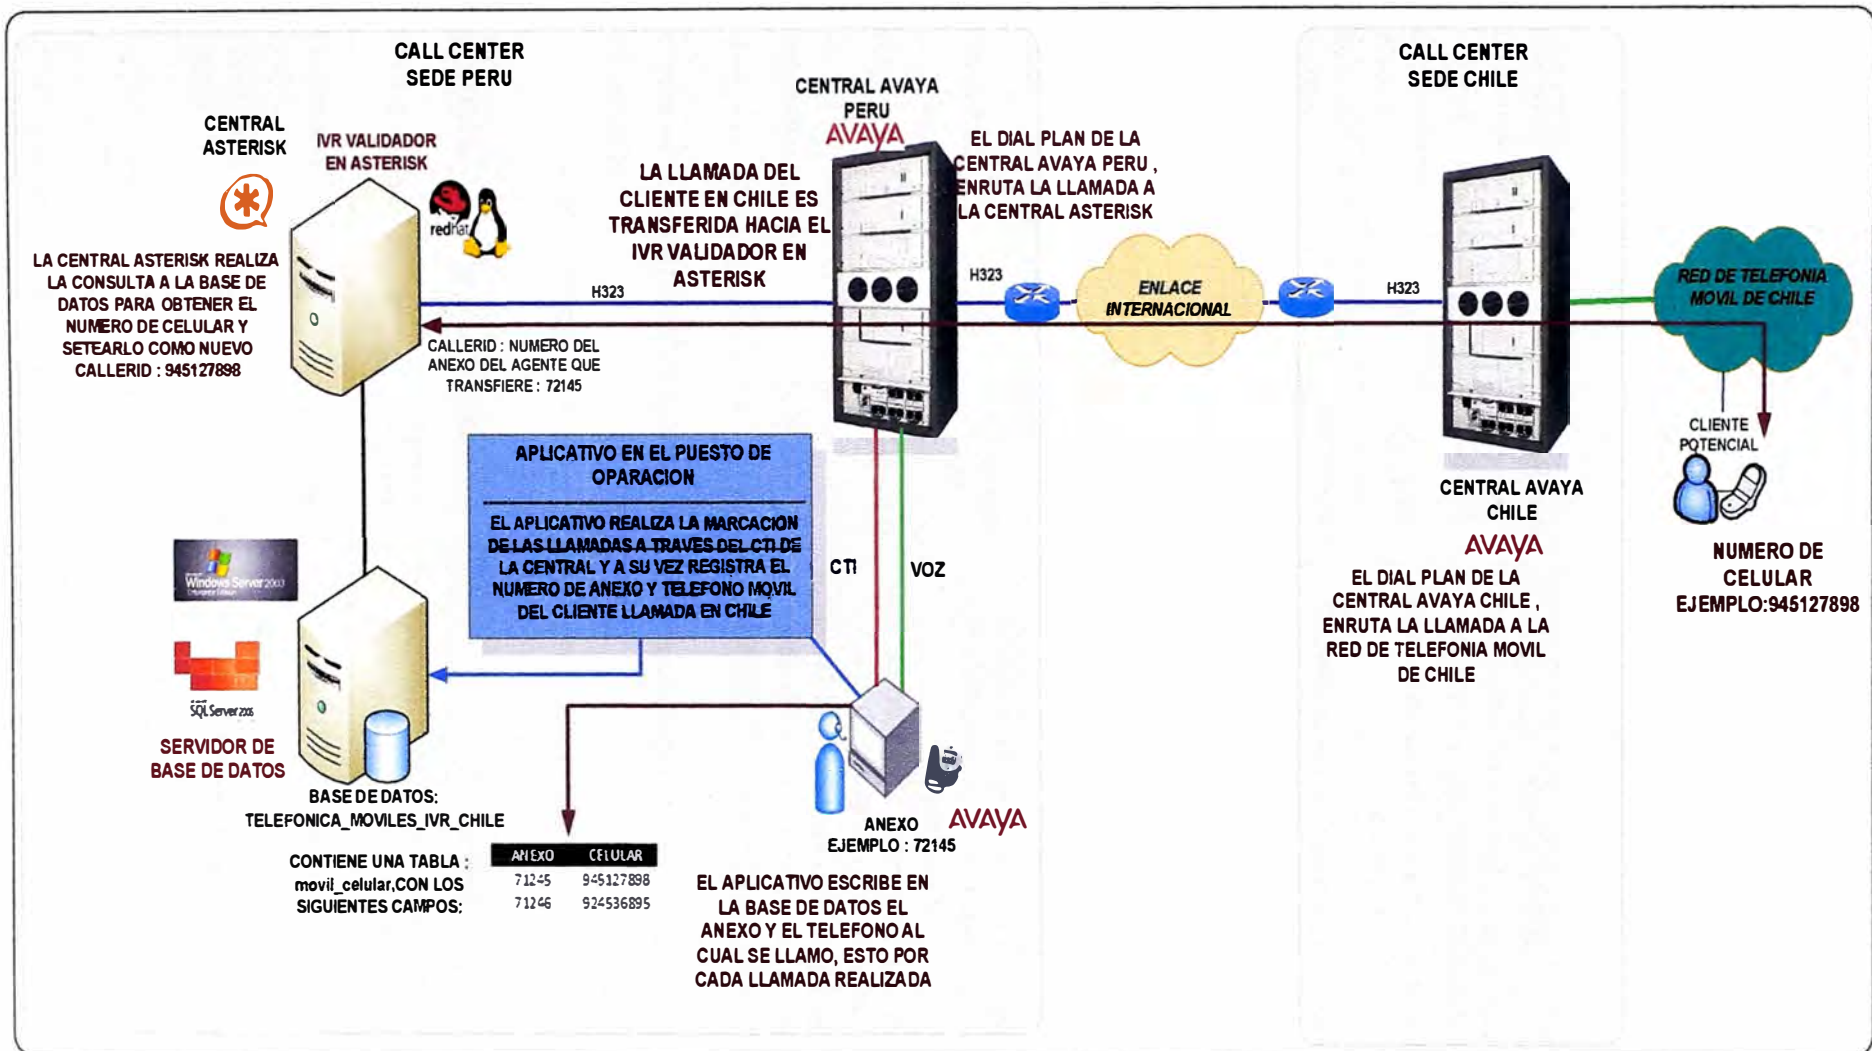 CALL CENTER
SEDE PERU
CALL CENTER
SEDE CHILE
CENTRAL
ASTERISK
IVR VALIDADOR
EN ASTERISK
redhat
CENTRAL AVAYA
PERU
AVAYA
LA LLAMADA DEL
CLIENTE EN CHILE ES
TRANSFERIDA HACIA EL
IVR VALIDADOR EN
ASTERISK
EL DIAL PLAN DE LA
CENTRAL AVAYA PERU ,
ENRUTA LA LLAMADA A
LA CENTRAL ASTERISK
LA CENTRAL ASTERISK REALIZA
LA CONSULTA A LA BASE DE
DATOS PARA OBTENER EL
NUMERO DE CELULAR Y
SETEARLO COMO NUEVO
CALLERID : 945127898
H323
H323
ENLACE
INTERNACIONAL
H323
RED DE TELEFONIA
MOVIL DE CHILE
CALLERID : NUMERO DEL
ANEXO DEL AGENTE QUE
TRANSFIERE : 72145
CLIENTE
POTENCIAL
NUMERO DE
CELULAR
EJEMPLO:945127898
CENTRAL AVAYA
CHILE
AVAYA
EL DIAL PLAN DE LA
CENTRAL AVAYA CHILE ,
ENRUTA LA LLAMADA A LA
RED DE TELEFONIA MOVIL
DE CHILE
APLICATIVO EN EL PUESTO DE
OPARACION
EL APLICATIVO REALIZA LA MARCACION
DE LAS LLAMADAS A TRAVES DEL CTI DE
LA CENTRAL Y A SU VEZ REGISTRA EL
NUMERO DE ANEXO Y TELEFONO MOVIL
DEL CLIENTE LLAMADA EN CHILE
CTI
VOZ
Windows Server 2003
SQL Server 2005
SERVIDOR DE
BASE DE DATOS
BASE DE DATOS:
TELEFONICA_MOVILES_IVR_CHILE
CONTIENE UNA TABLA :
movil_celular,CON LOS
SIGUIENTES CAMPOS:
ANEXO CELULAR
71245 945127898
71246 924536895
ANEXO
EJEMPLO : 72145
AVAYA
EL APLICATIVO ESCRIBE EN
LA BASE DE DATOS EL
ANEXO Y EL TELEFONO AL
CUAL SE LLAMO, ESTO POR
CADA LLAMADA REALIZADA